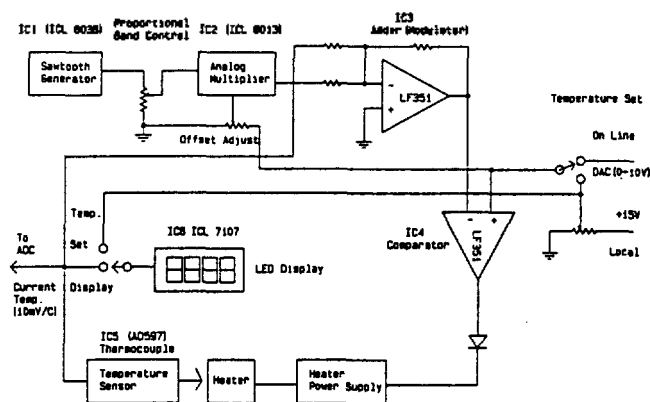 IC1 (ICL 8038)
Proportional
Band Control
IC2 (ICL 8013)
IC3
Adder (Modulator)
Sawtooth
Generator
Analog
Multiplier
LF351
-
+
Offset Adjust
Temperature Set
On Line
DAC(0-10V)
+15V
Local
Temp.
Set
Display
To
ADC
Current
Temp.
(10mV/C)
IC6 ICL 7107
LED Display
IC4
Comparator
-
+
LF351
IC5 (AD597)
Thermocouple
Temperature
Sensor
Heater
Heater
Power Supply